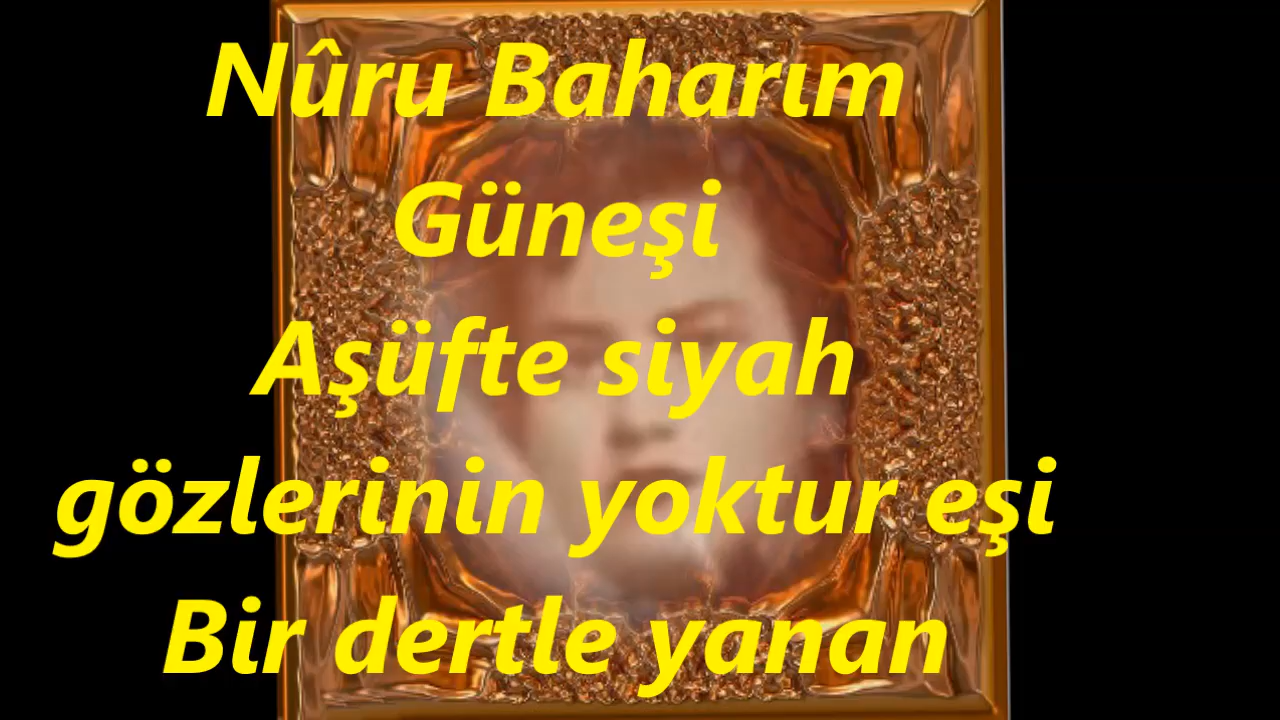 Nûru Baharım
Güneşi
Aşüfte siyah
gözlerinin yoktur eşi
Bir dertle yanan